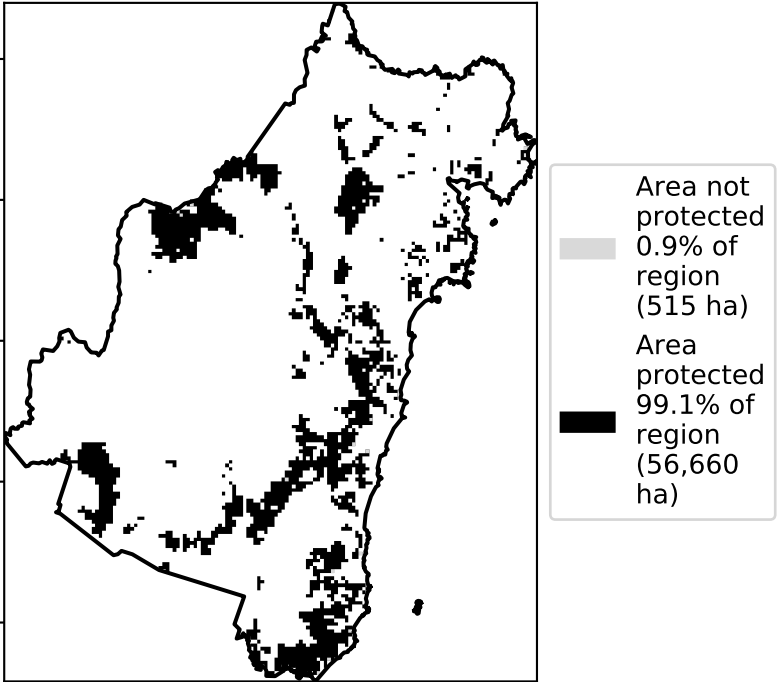 Area not
protected
0.9% of
region
(515 ha)
Area
protected
99.1% of
region
(56,660
ha)